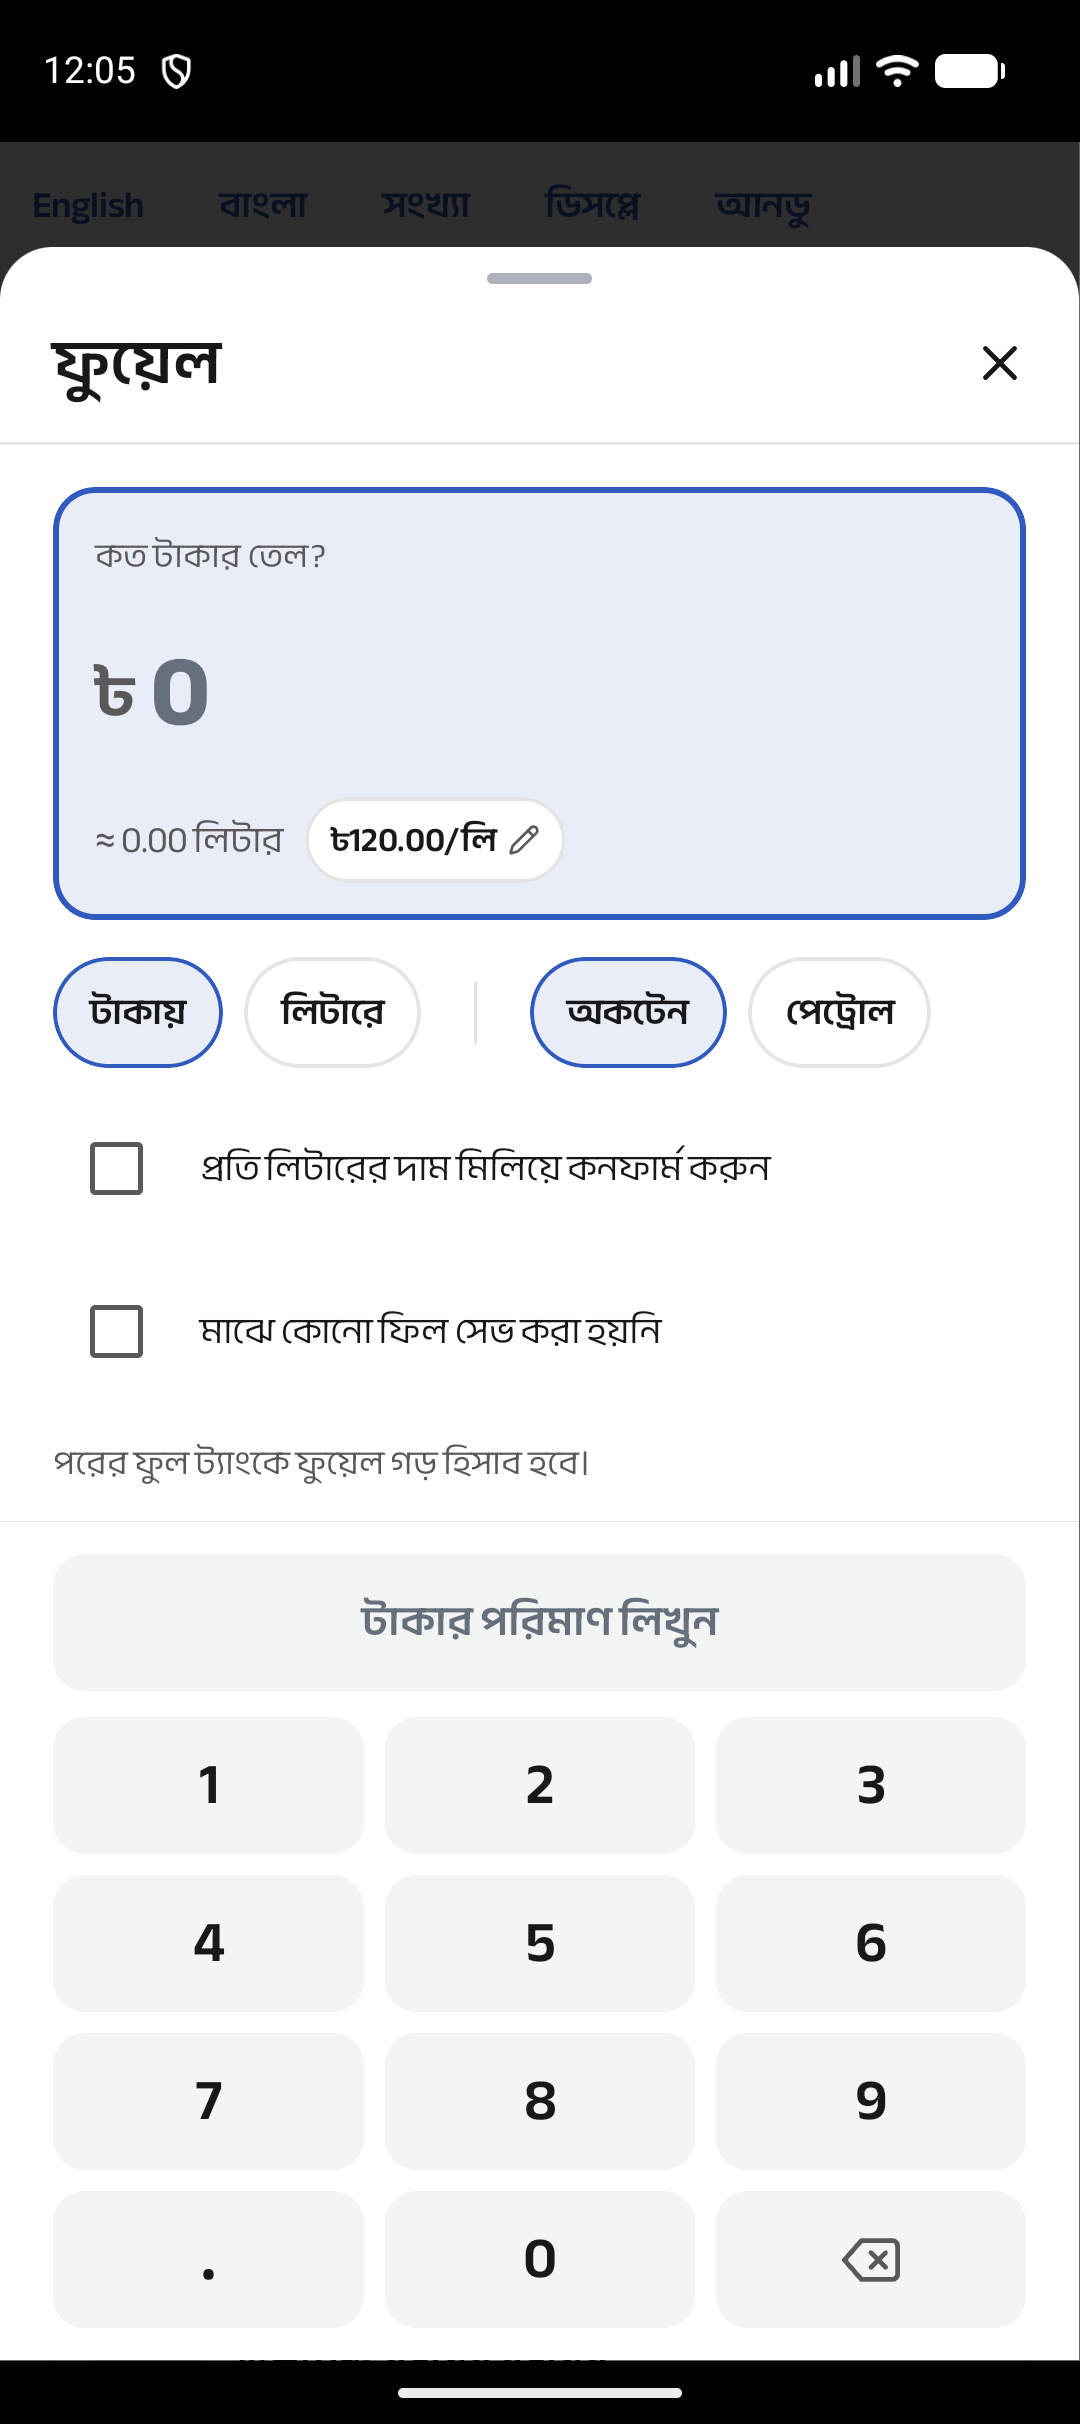 12:05
English বাংলা সংখ্যা ডিসপ্লে আনডু
ফুয়েল
কত টাকার তেল?
৳ 0
≈ 0.00 লিটার ৳120.00/লি
টাকায় লিটারে অকটেন পেট্রোল
প্রতি লিটারের দাম মিলিয়ে কনফার্ম করুন
মাঝে কোনো ফিল সেভ করা হয়নি
পরের ফুল ট্যাংকে ফুয়েল গড় হিসাব হবে।
টাকার পরিমাণ লিখুন
1 2 3
4 5 6
7 8 9
. 0